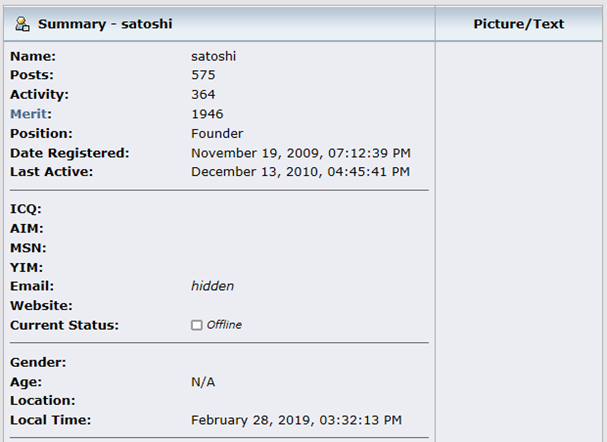 Summary - satoshi Picture/Text
Name: satoshi
Posts: 575
Activity: 364
Merit: 1946
Position: Founder
Date Registered: November 19, 2009, 07:12:39 PM
Last Active: December 13, 2010, 04:45:41 PM
ICQ:
AIM:
MSN:
YIM:
Email: hidden
Website:
Current Status: Offline
Gender:
Age: N/A
Location:
Local Time: February 28, 2019, 03:32:13 PM